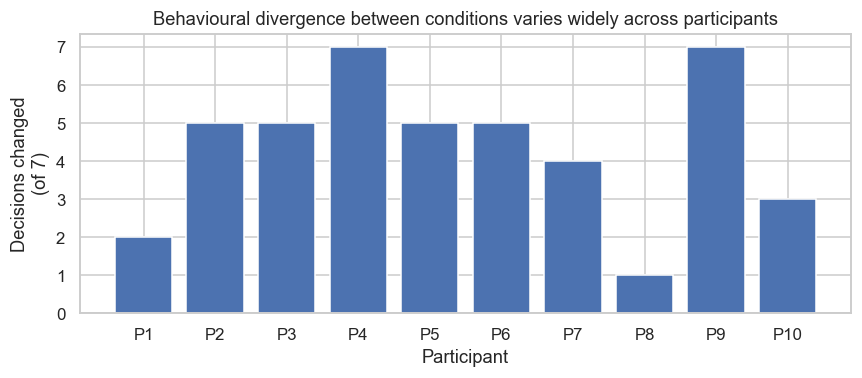 Behavioural divergence between conditions varies widely across participants
Decisions changed
(of 7)
7
6
5
4
3
2
1
0
P1 P2 P3 P4 P5 P6 P7 P8 P9 P10
Participant